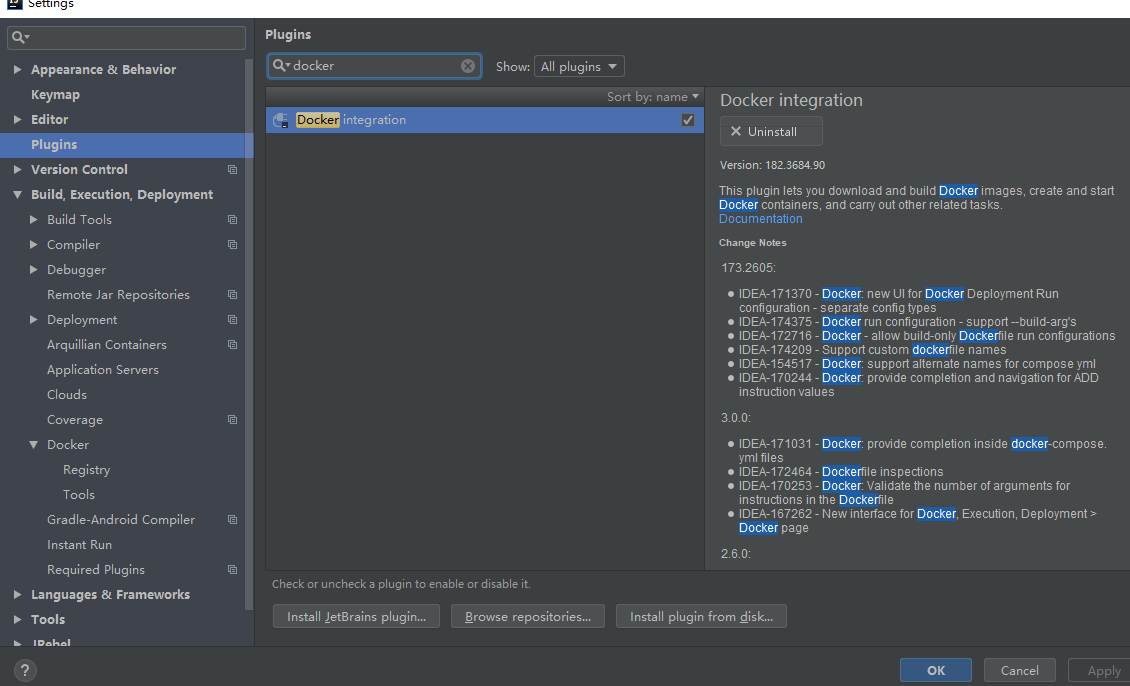 Settings
Appearance & Behavior
Keymap
Editor
Plugins
Version Control
Build, Execution, Deployment
Build Tools
Compiler
Debugger
Remote Jar Repositories
Deployment
Arquillian Containers
Application Servers
Clouds
Coverage
Docker
Registry
Tools
Gradle-Android Compiler
Instant Run
Required Plugins
Languages & Frameworks
Tools
JRebel
Plugins
docker
Show: All plugins
Sort by: name
Docker integration
Docker integration
Uninstall
Version: 182.3684.90
This plugin lets you download and build Docker images, create and start
Docker containers, and carry out other related tasks.
Documentation
Change Notes
173.2605:
IDEA-171370 - Docker: new UI for Docker Deployment Run
configuration - separate config types
IDEA-174375 - Docker run configuration - support --build-arg's
IDEA-172716 - Docker - allow build-only Dockerfile run configurations
IDEA-174209 - Support custom dockerfile names
IDEA-154517 - Docker: support alternate names for compose yml
IDEA-170244 - Docker: provide completion and navigation for ADD
instruction values
3.0.0:
IDEA-171031 - Docker: provide completion inside docker-compose.
yml files
IDEA-172464 - Dockerfile inspections
IDEA-170253 - Docker: Validate the number of arguments for
instructions in the Dockerfile
IDEA-167262 - New interface for Docker, Execution, Deployment >
Docker page
2.6.0:
Check or uncheck a plugin to enable or disable it.
Install JetBrains plugin...
Browse repositories...
Install plugin from disk...
?
OK
Cancel
Apply